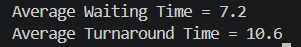 Average Waiting Time = 7.2
Average Turnaround Time = 10.6